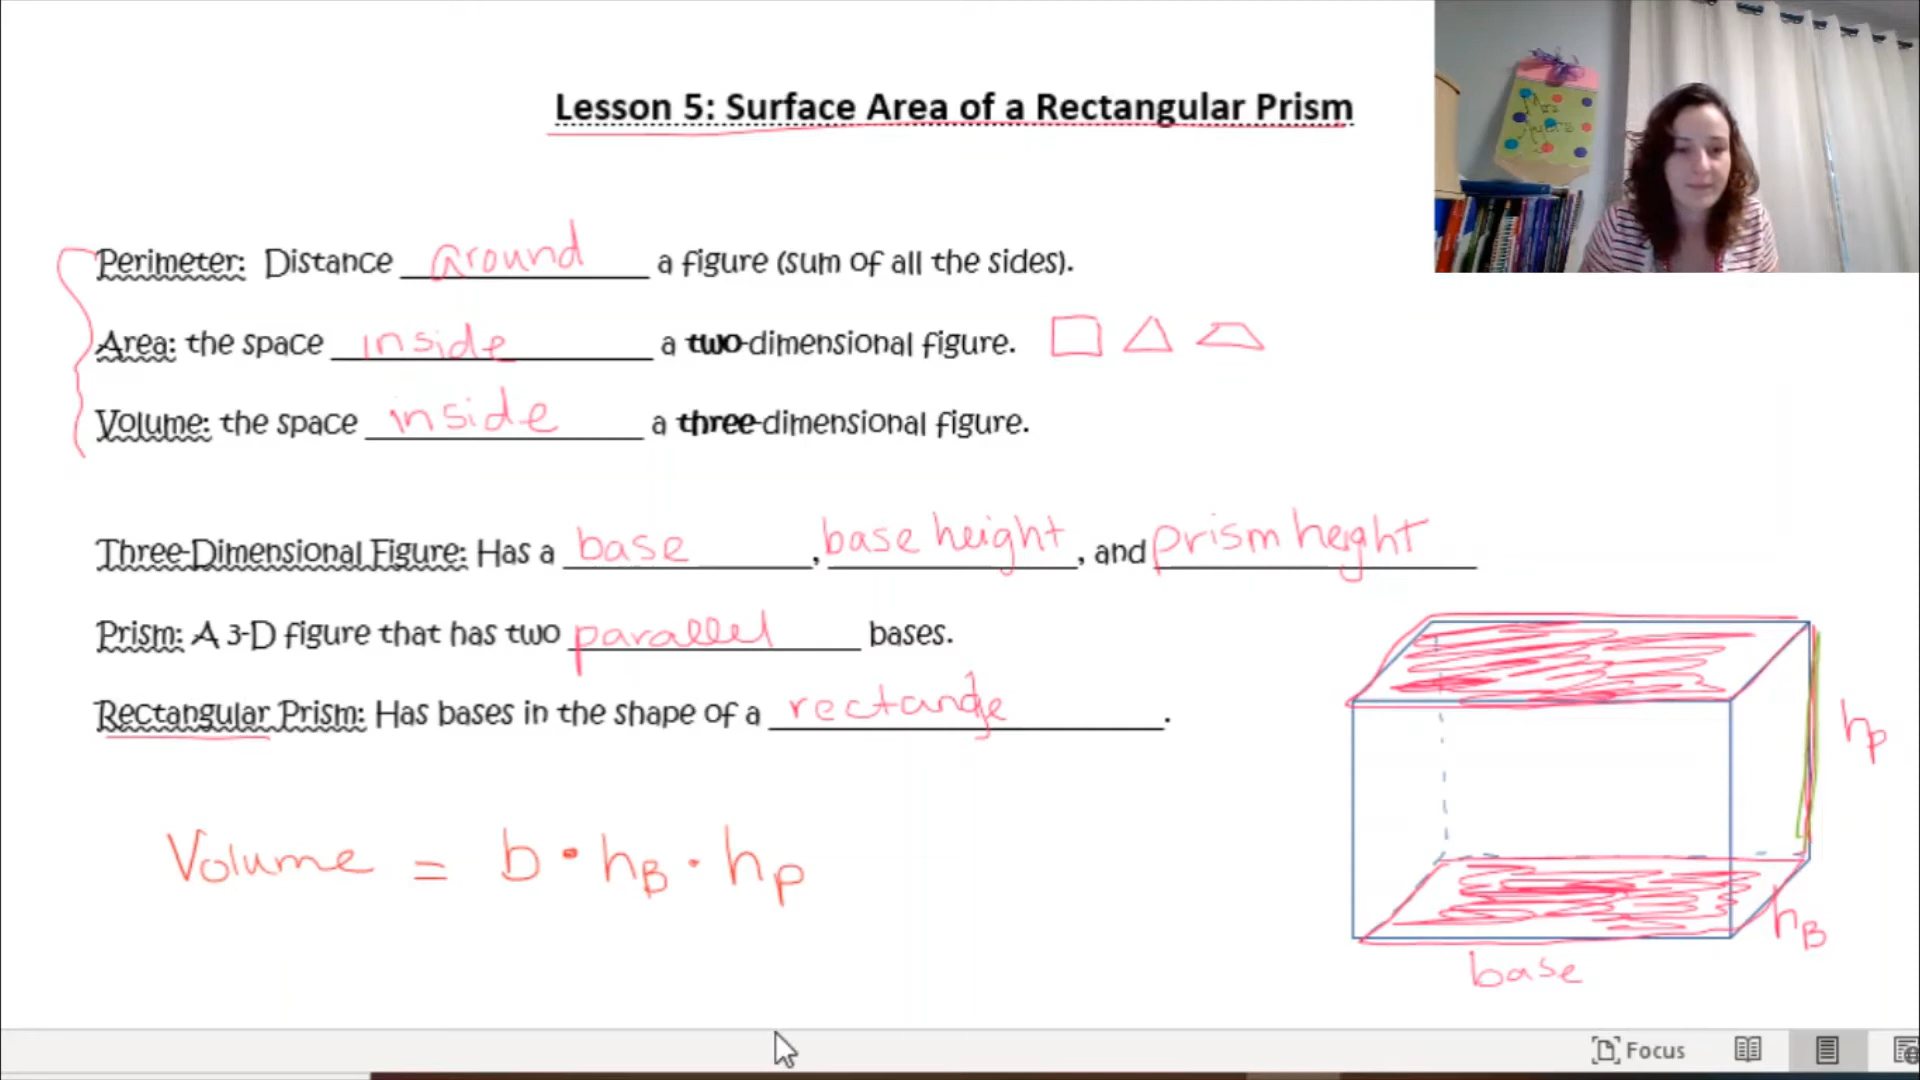 Lesson 5: Surface Area of a Rectangular Prism
Perimeter: Distance around a figure (sum of all the sides).
Area: the space inside a two-dimensional figure.
Volume: the space inside a three-dimensional figure.
Three-Dimensional Figure: Has a base, base height, and prism height
Prism: A 3-D figure that has two parallel bases.
Rectangular Prism: Has bases in the shape of a rectangle.
hp
Volume = b · hB · hp
hB
base
Focus